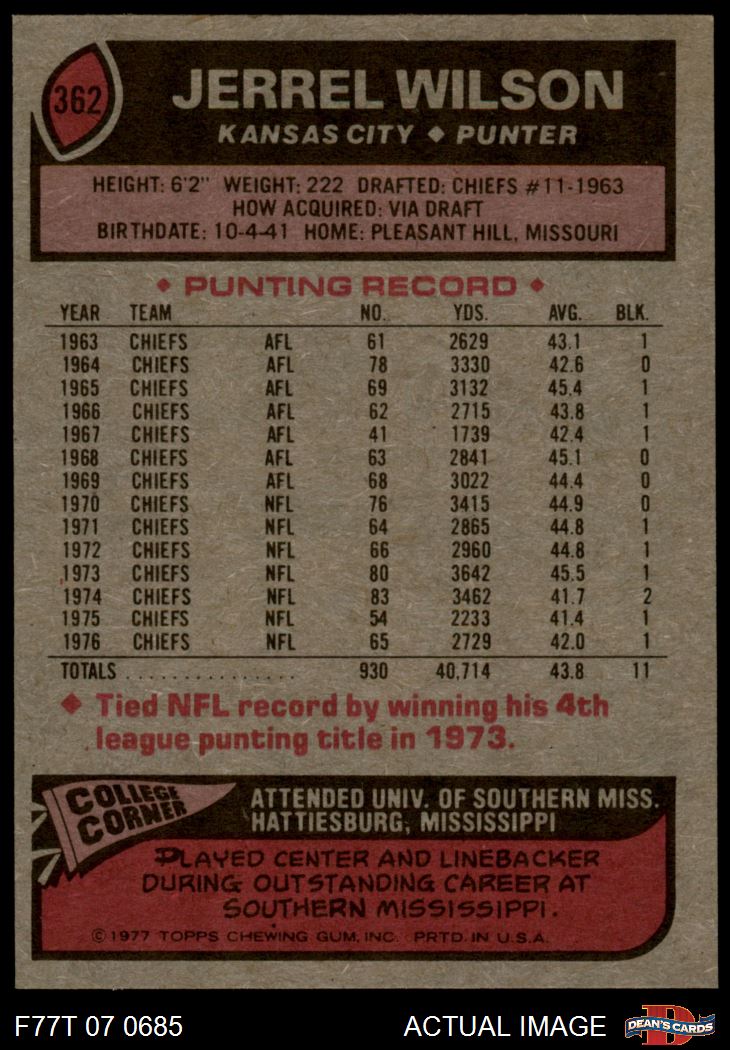 362
JERREL WILSON
KANSAS CITY ♦ PUNTER
HEIGHT: 6'2" WEIGHT: 222 DRAFTED: CHIEFS #11-1963
HOW ACQUIRED: VIA DRAFT
BIRTHDATE: 10-4-41 HOME: PLEASANT HILL, MISSOURI
♦ PUNTING RECORD ♦
YEAR TEAM NO. YDS. AVG. BLK.
1963 CHIEFS AFL 61 2629 43.1 1
1964 CHIEFS AFL 78 3330 42.6 0
1965 CHIEFS AFL 69 3132 45.4 1
1966 CHIEFS AFL 62 2715 43.8 1
1967 CHIEFS AFL 41 1739 42.4 1
1968 CHIEFS AFL 63 2841 45.1 0
1969 CHIEFS AFL 68 3022 44.4 0
1970 CHIEFS NFL 76 3415 44.9 0
1971 CHIEFS NFL 64 2865 44.8 1
1972 CHIEFS NFL 66 2960 44.8 1
1973 CHIEFS NFL 80 3642 45.5 1
1974 CHIEFS NFL 83 3462 41.7 2
1975 CHIEFS NFL 54 2233 41.4 1
1976 CHIEFS NFL 65 2729 42.0 1
TOTALS ................ 930 40,714 43.8 11
♦ Tied NFL record by winning his 4th
league punting title in 1973.
COLLEGE
CORNER
ATTENDED UNIV. OF SOUTHERN MISS.
HATTIESBURG, MISSISSIPPI
PLAYED CENTER AND LINEBACKER
DURING OUTSTANDING CAREER AT
SOUTHERN MISSISSIPPI.
© 1977 TOPPS CHEWING GUM, INC. PRTD. IN U.S.A.
F77T 07 0685 ACTUAL IMAGE
D
DEAN'S CARDS